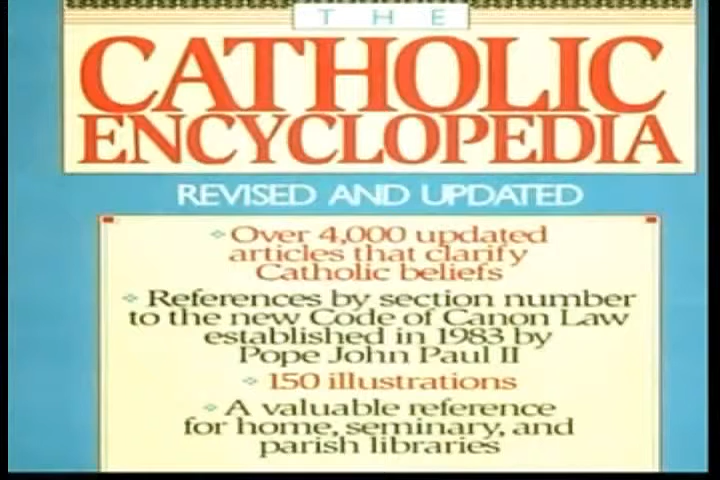 THE
CATHOLIC
ENCYCLOPEDIA
REVISED AND UPDATED
Over 4,000 updated
articles that clarify
Catholic beliefs
References by section number
to the new Code of Canon Law
established in 1983 by
Pope John Paul II
150 illustrations
A valuable reference
for home, seminary, and
parish libraries